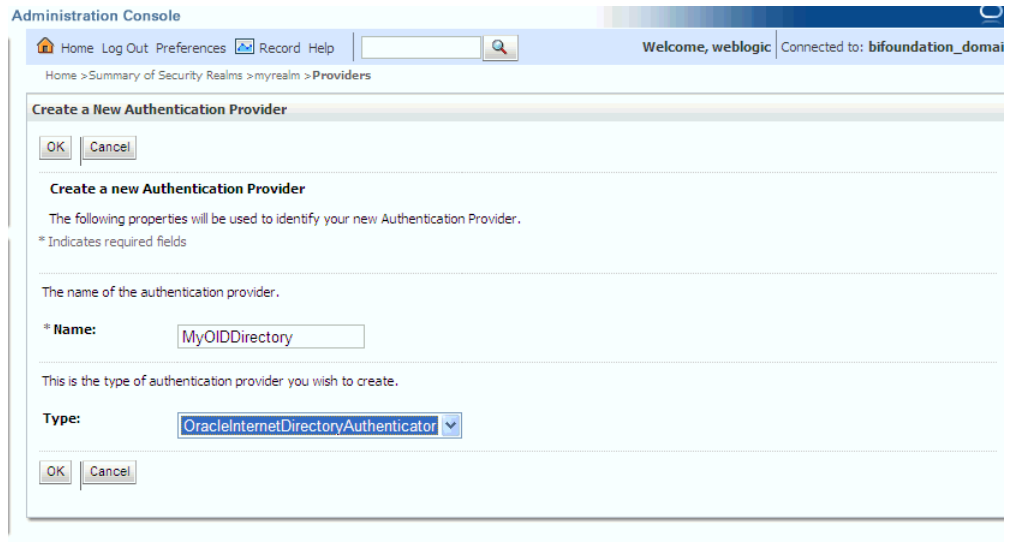 Administration Console
Home Log Out Preferences Record Help
Welcome, weblogic Connected to: bifoundation_domai
Home >Summary of Security Realms >myrealm >Providers
Create a New Authentication Provider
OK Cancel
Create a new Authentication Provider
The following properties will be used to identify your new Authentication Provider.
* Indicates required fields
The name of the authentication provider.
* Name: MyOIDDirectory
This is the type of authentication provider you wish to create.
Type: OracleInternetDirectoryAuthenticator
OK Cancel